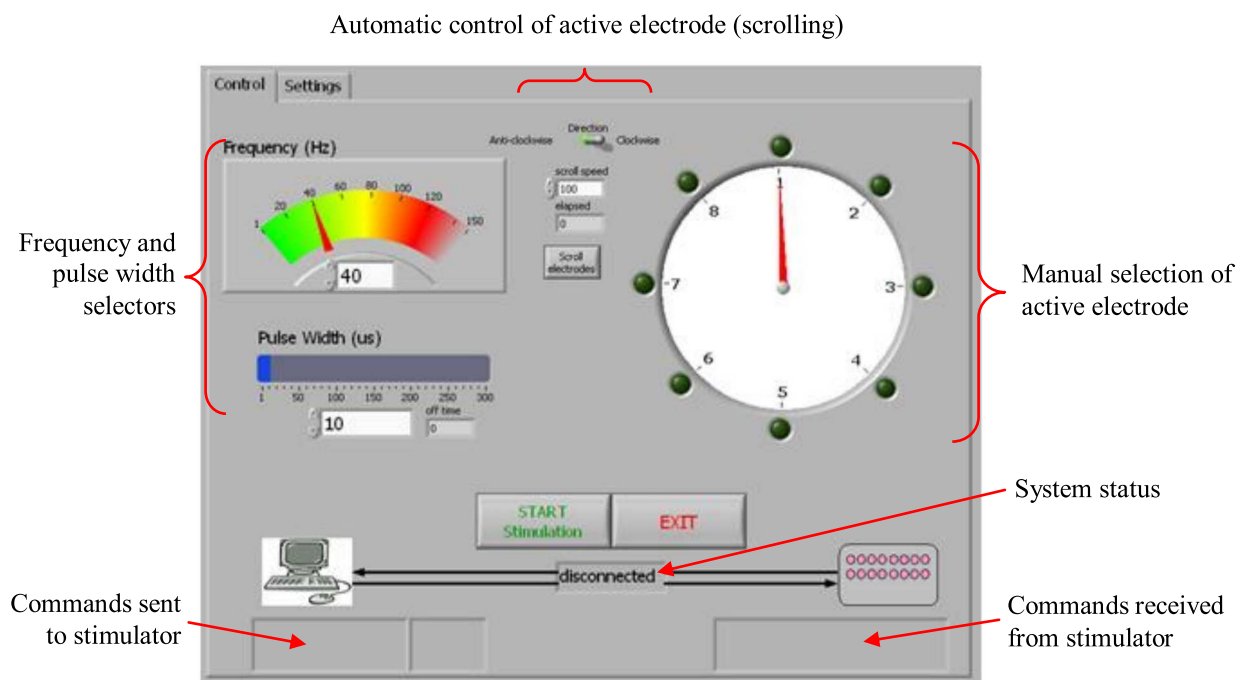 Automatic control of active electrode (scrolling)
Control
Settings
Direction
Anti-clockwise
Clockwise
Frequency (Hz)
1 20 40 60 80 100 120 150
40
scroll speed
100
elapsed
0
Scroll
electrodes
1
2
3
4
5
6
7
8
Frequency and
pulse width
selectors
Manual selection of
active electrode
Pulse Width (us)
1 50 100 150 200 250 300
10
off time
0
START
Stimulation
EXIT
System status
disconnected
Commands sent
to stimulator
Commands received
from stimulator